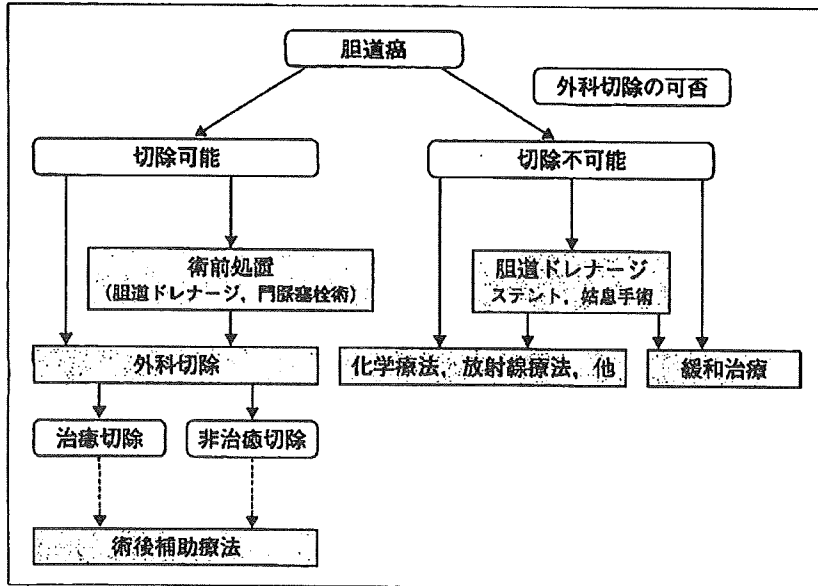 胆道癌
外科切除の可否
切除可能
切除不可能
術前処置
(胆道ドレナージ，門脈塞栓術)
胆道ドレナージ
ステント，姑息手術
外科切除
化学療法，放射線療法，他
緩和治療
治癒切除
非治癒切除
術後補助療法